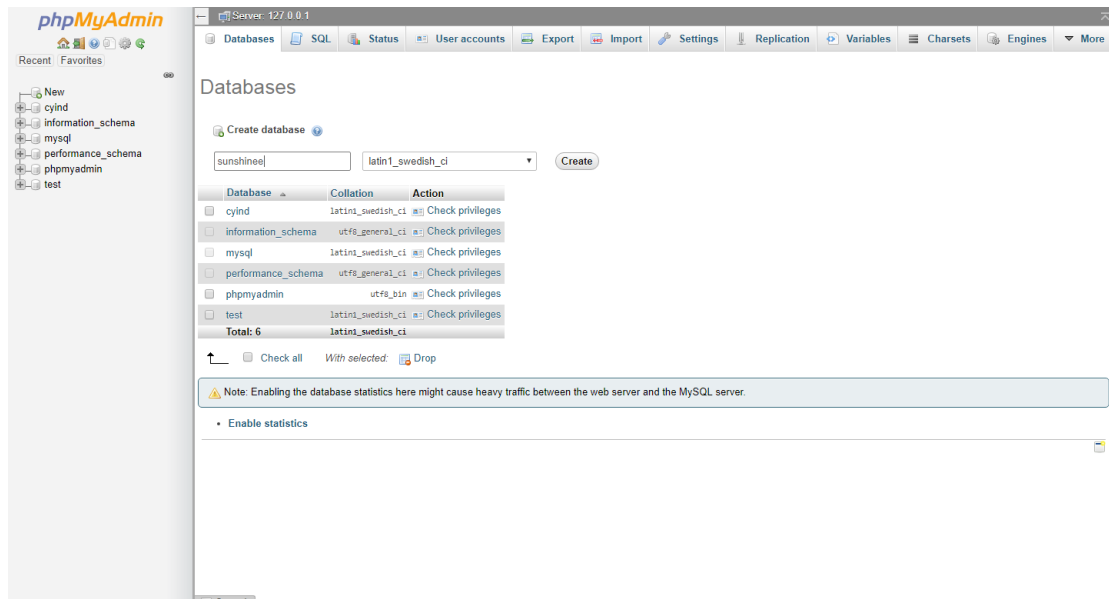 phpMyAdmin
Recent Favorites
New
cyind
information_schema
mysql
performance_schema
phpmyadmin
test
Server: 127.0.0.1
Databases SQL Status User accounts Export Import Settings Replication Variables Charsets Engines More
Databases
Create database
sunshinee latin1_swedish_ci Create
Database Collation Action
cyind latin1_swedish_ci Check privileges
information_schema utf8_general_ci Check privileges
mysql latin1_swedish_ci Check privileges
performance_schema utf8_general_ci Check privileges
phpmyadmin utf8_bin Check privileges
test latin1_swedish_ci Check privileges
Total: 6 latin1_swedish_ci
Check all With selected: Drop
Note: Enabling the database statistics here might cause heavy traffic between the web server and the MySQL server.
Enable statistics